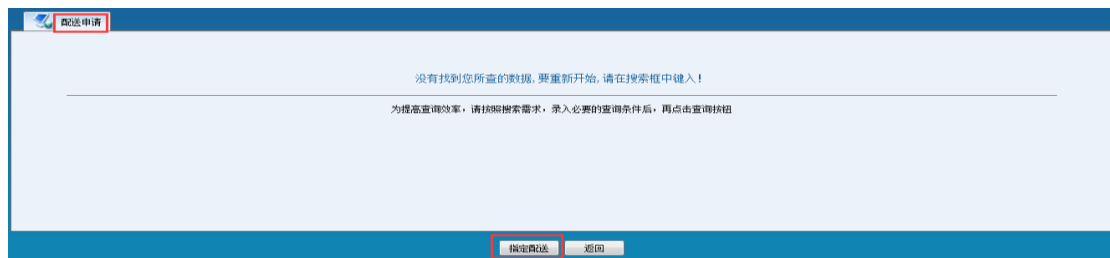 配送申请
没有找到您所查的数据,要重新开始,请在搜索框中键入!
为提高查询效率，请按照搜索需求，录入必要的查询条件后，再点击查询按钮
指定配送 返回